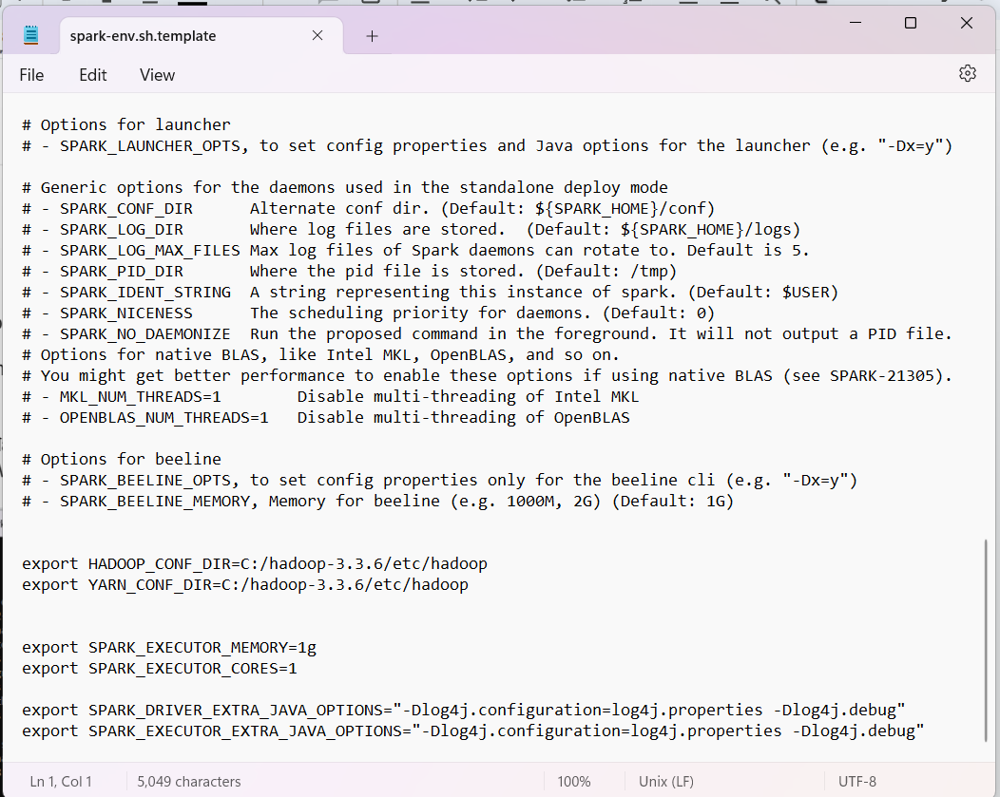 spark-env.sh.template
File Edit View
# Options for launcher
# - SPARK_LAUNCHER_OPTS, to set config properties and Java options for the launcher (e.g. "-Dx=y")
# Generic options for the daemons used in the standalone deploy mode
# - SPARK_CONF_DIR      Alternate conf dir. (Default: ${SPARK_HOME}/conf)
# - SPARK_LOG_DIR       Where log files are stored.  (Default: ${SPARK_HOME}/logs)
# - SPARK_LOG_MAX_FILES Max log files of Spark daemons can rotate to. Default is 5.
# - SPARK_PID_DIR       Where the pid file is stored. (Default: /tmp)
# - SPARK_IDENT_STRING  A string representing this instance of spark. (Default: $USER)
# - SPARK_NICENESS      The scheduling priority for daemons. (Default: 0)
# - SPARK_NO_DAEMONIZE  Run the proposed command in the foreground. It will not output a PID file.
# Options for native BLAS, like Intel MKL, OpenBLAS, and so on.
# You might get better performance to enable these options if using native BLAS (see SPARK-21305).
# - MKL_NUM_THREADS=1        Disable multi-threading of Intel MKL
# - OPENBLAS_NUM_THREADS=1   Disable multi-threading of OpenBLAS
# Options for beeline
# - SPARK_BEELINE_OPTS, to set config properties only for the beeline cli (e.g. "-Dx=y")
# - SPARK_BEELINE_MEMORY, Memory for beeline (e.g. 1000M, 2G) (Default: 1G)
export HADOOP_CONF_DIR=C:/hadoop-3.3.6/etc/hadoop
export YARN_CONF_DIR=C:/hadoop-3.3.6/etc/hadoop
export SPARK_EXECUTOR_MEMORY=1g
export SPARK_EXECUTOR_CORES=1
export SPARK_DRIVER_EXTRA_JAVA_OPTIONS="-Dlog4j.configuration=log4j.properties -Dlog4j.debug"
export SPARK_EXECUTOR_EXTRA_JAVA_OPTIONS="-Dlog4j.configuration=log4j.properties -Dlog4j.debug"
Ln 1, Col 1 5,049 characters 100% Unix (LF) UTF-8